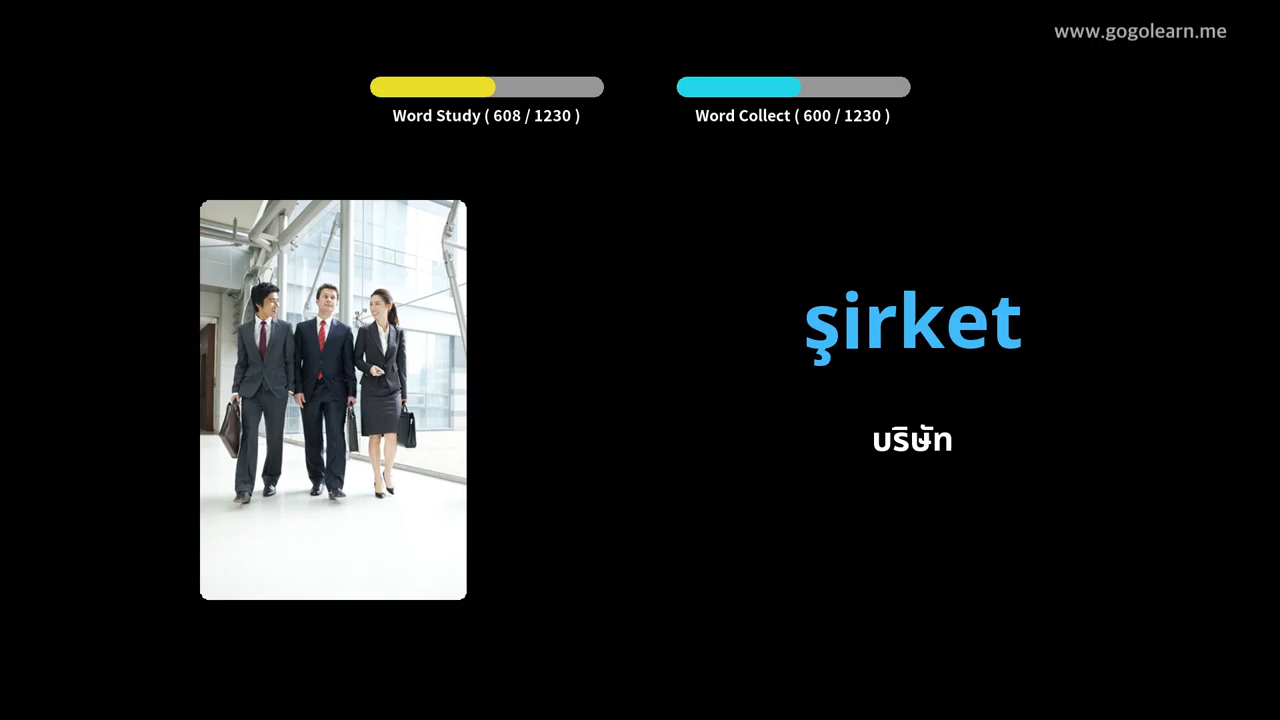 www.gogolearn.me
Word Study ( 608 / 1230 )
Word Collect ( 600 / 1230 )
şirket
บริษัท